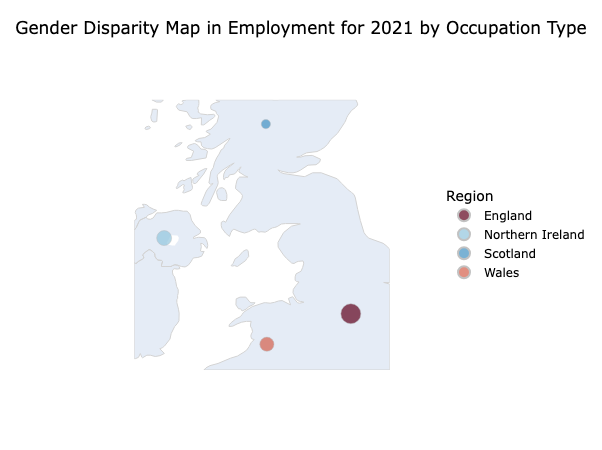 Gender Disparity Map in Employment for 2021 by Occupation Type
Region
England
Northern Ireland
Scotland
Wales